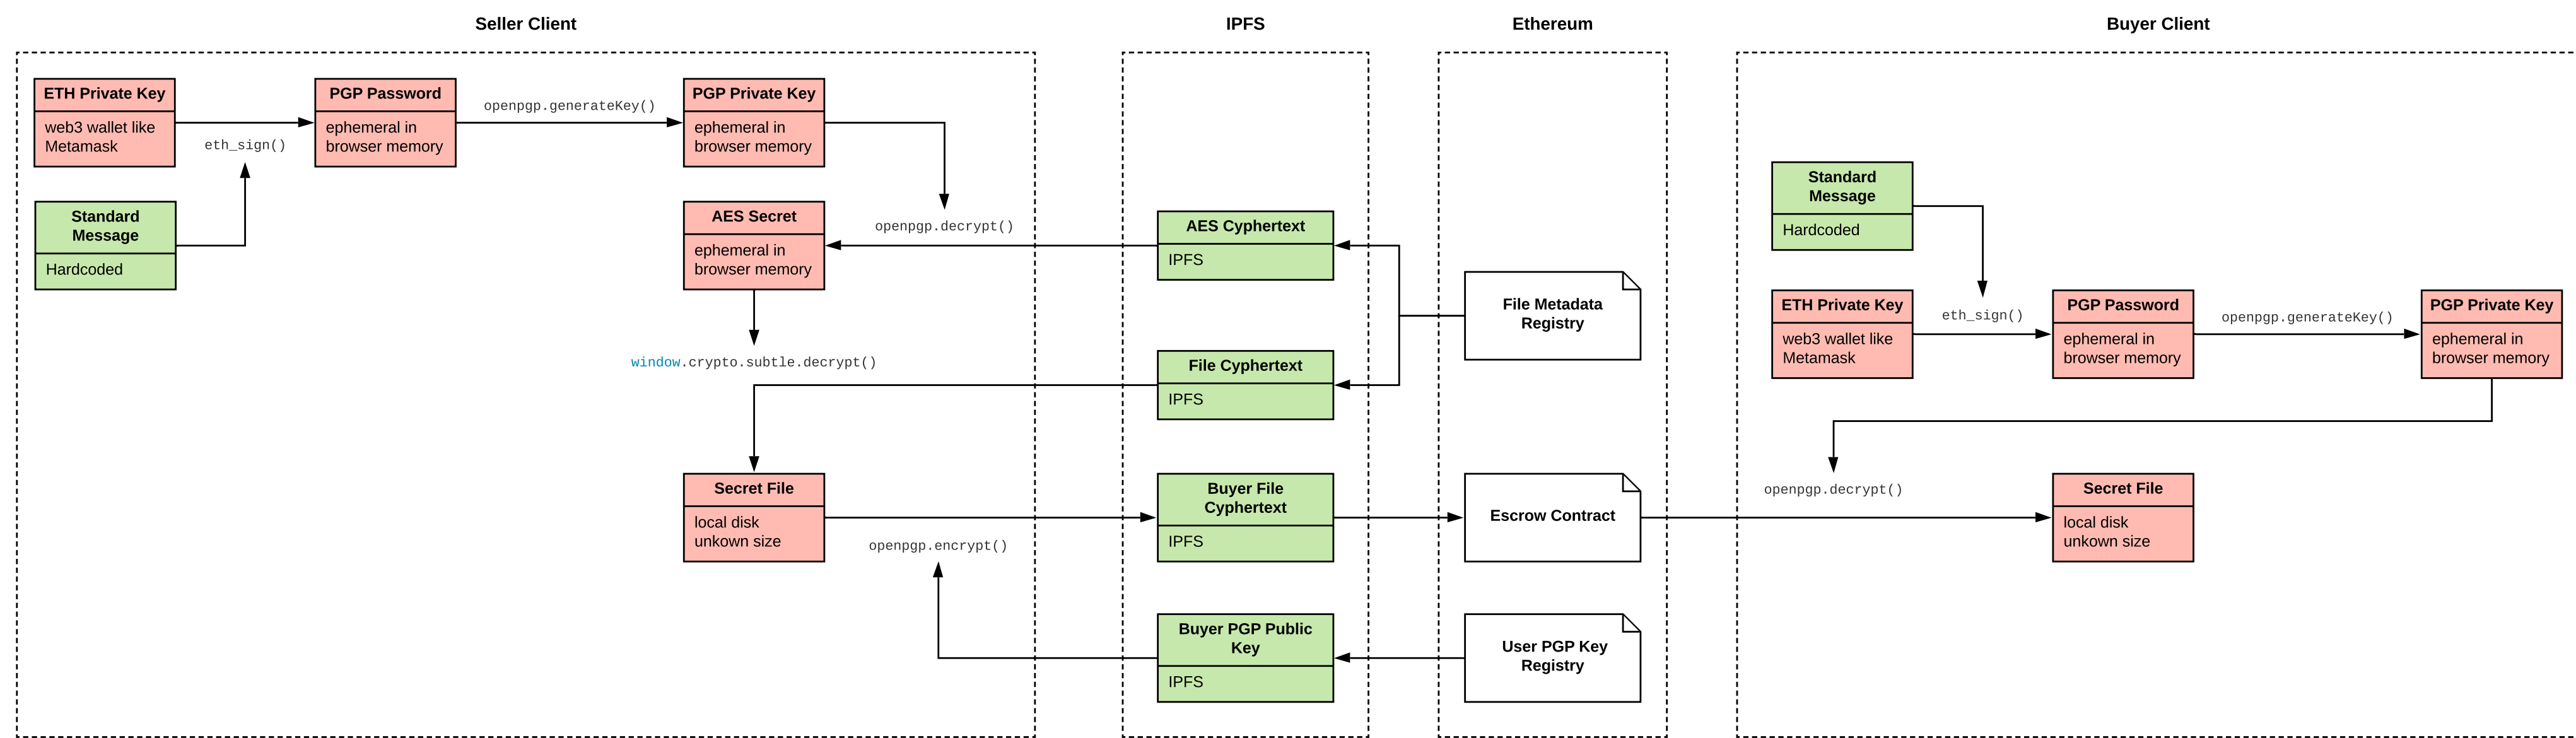 Seller Client
IPFS
Ethereum
Buyer Client
ETH Private Key
web3 wallet like
Metamask
eth_sign()
PGP Password
ephemeral in
browser memory
openpgp.generateKey()
PGP Private Key
ephemeral in
browser memory
Standard
Message
Hardcoded
AES Secret
ephemeral in
browser memory
openpgp.decrypt()
window.crypto.subtle.decrypt()
Secret File
local disk
unkown size
openpgp.encrypt()
AES Cyphertext
IPFS
File Cyphertext
IPFS
Buyer File
Cyphertext
IPFS
Buyer PGP Public
Key
IPFS
File Metadata
Registry
Escrow Contract
User PGP Key
Registry
Standard
Message
Hardcoded
ETH Private Key
web3 wallet like
Metamask
eth_sign()
PGP Password
ephemeral in
browser memory
openpgp.generateKey()
PGP Private Key
ephemeral in
browser memory
openpgp.decrypt()
Secret File
local disk
unkown size